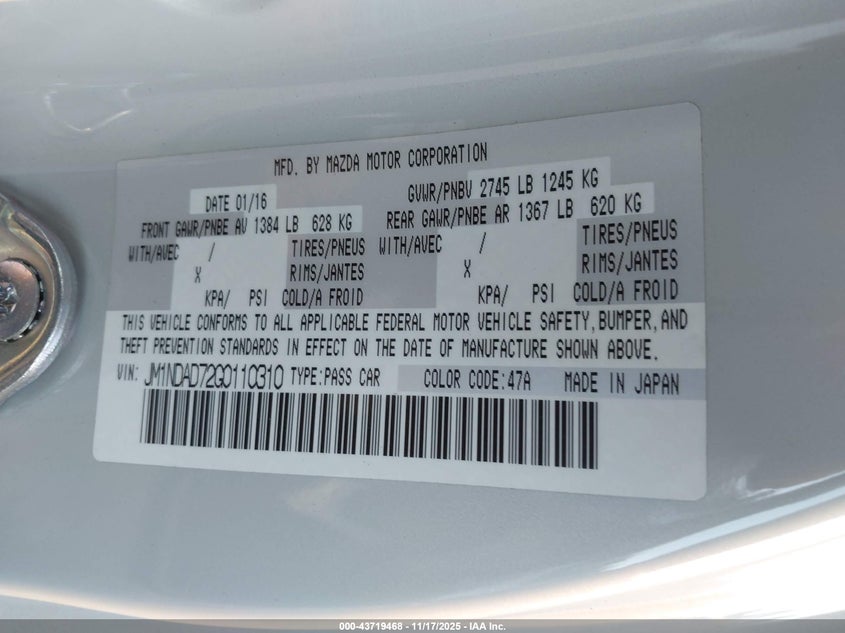 MFD. BY MAZDA MOTOR CORPORATION
DATE 01/16 GVWR/PNBV 2745 LB 1245 KG
FRONT GAWR/PNBE AV 1384 LB 628 KG REAR GAWR/PNBE AR 1367 LB 620 KG
WITH/AVEC / TIRES/PNEUS WITH/AVEC / TIRES/PNEUS
X RIMS/JANTES X RIMS/JANTES
KPA/ PSI COLD/A FROID KPA/ PSI COLD/A FROID
THIS VEHICLE CONFORMS TO ALL APPLICABLE FEDERAL MOTOR VEHICLE SAFETY, BUMPER, AND
THEFT PREVENTION STANDARDS IN EFFECT ON THE DATE OF MANUFACTURE SHOWN ABOVE.
VIN: JM1NDAD72G0110310 TYPE:PASS CAR COLOR CODE:47A MADE IN JAPAN
000-43719468 - 11/17/2025 - IAA Inc.